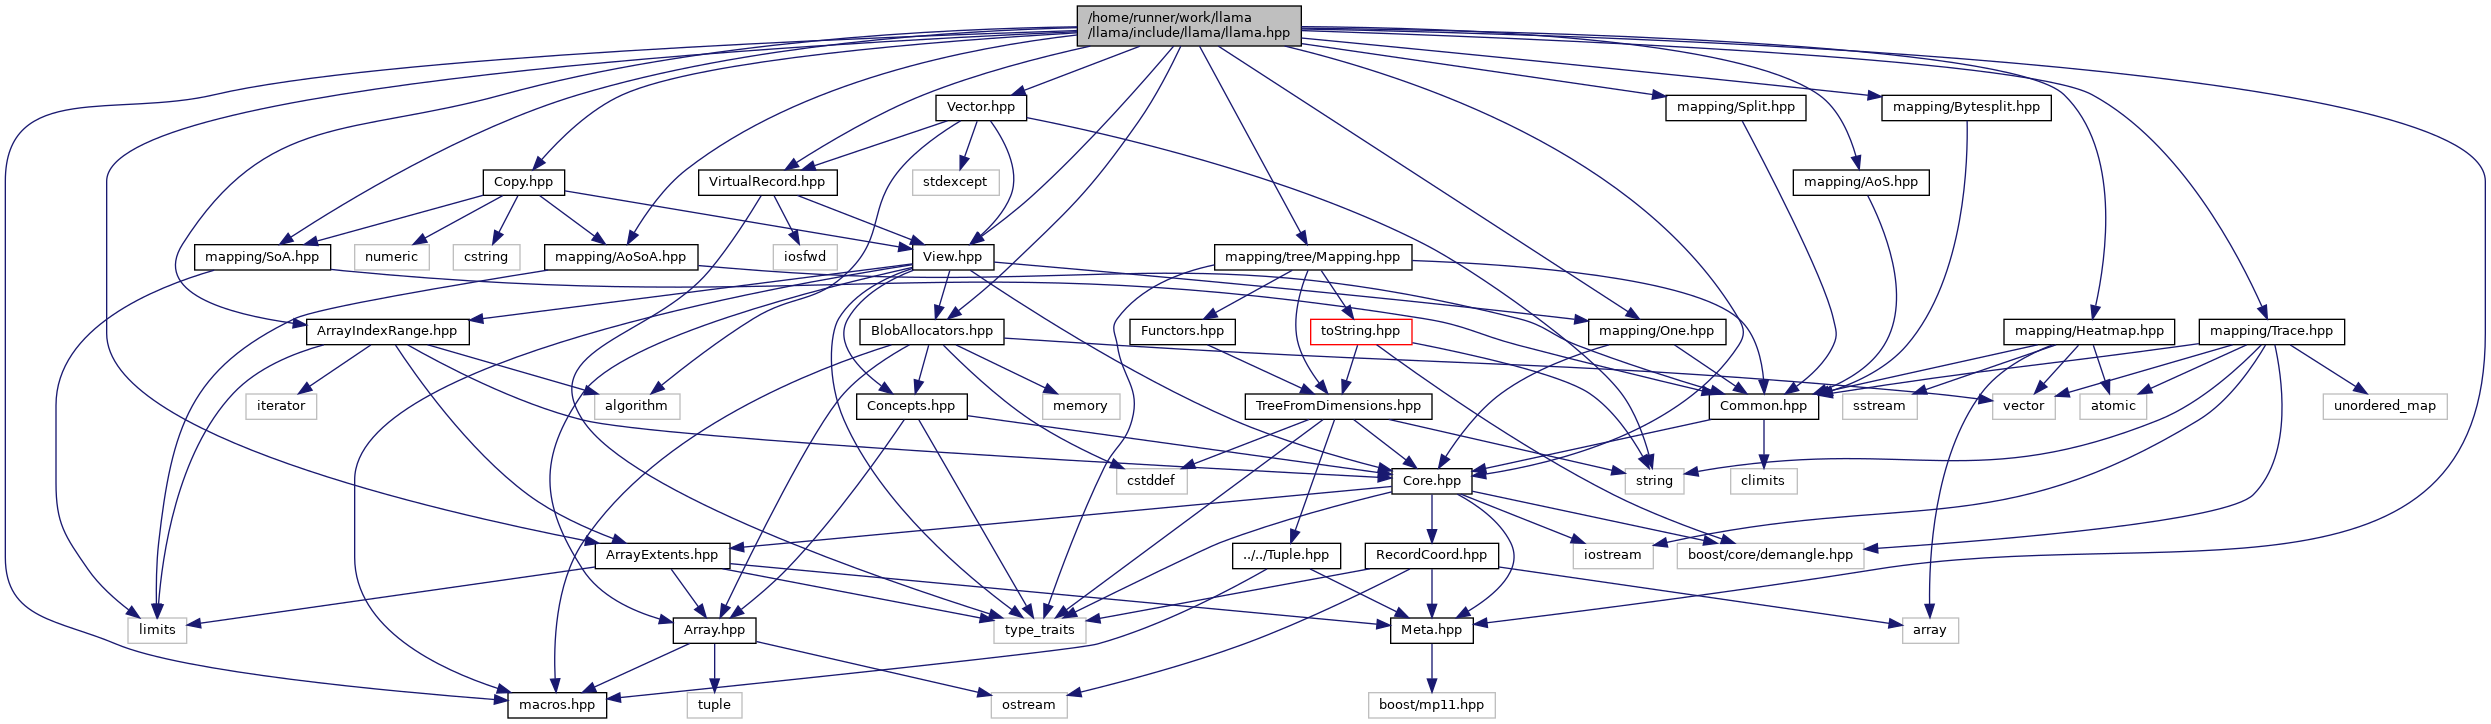 /home/runner/work/llama
/llama/include/llama/llama.hpp
Vector.hpp
mapping/Split.hpp
mapping/Bytesplit.hpp
Copy.hpp
VirtualRecord.hpp
stdexcept
mapping/AoS.hpp
mapping/SoA.hpp
numeric
cstring
mapping/AoSoA.hpp
iosfwd
View.hpp
mapping/tree/Mapping.hpp
ArrayIndexRange.hpp
BlobAllocators.hpp
Functors.hpp
toString.hpp
mapping/One.hpp
mapping/Heatmap.hpp
mapping/Trace.hpp
iterator
algorithm
Concepts.hpp
memory
TreeFromDimensions.hpp
Common.hpp
sstream
vector
atomic
unordered_map
cstddef
Core.hpp
string
climits
ArrayExtents.hpp
../../Tuple.hpp
RecordCoord.hpp
iostream
boost/core/demangle.hpp
limits
Array.hpp
type_traits
Meta.hpp
array
macros.hpp
tuple
ostream
boost/mp11.hpp